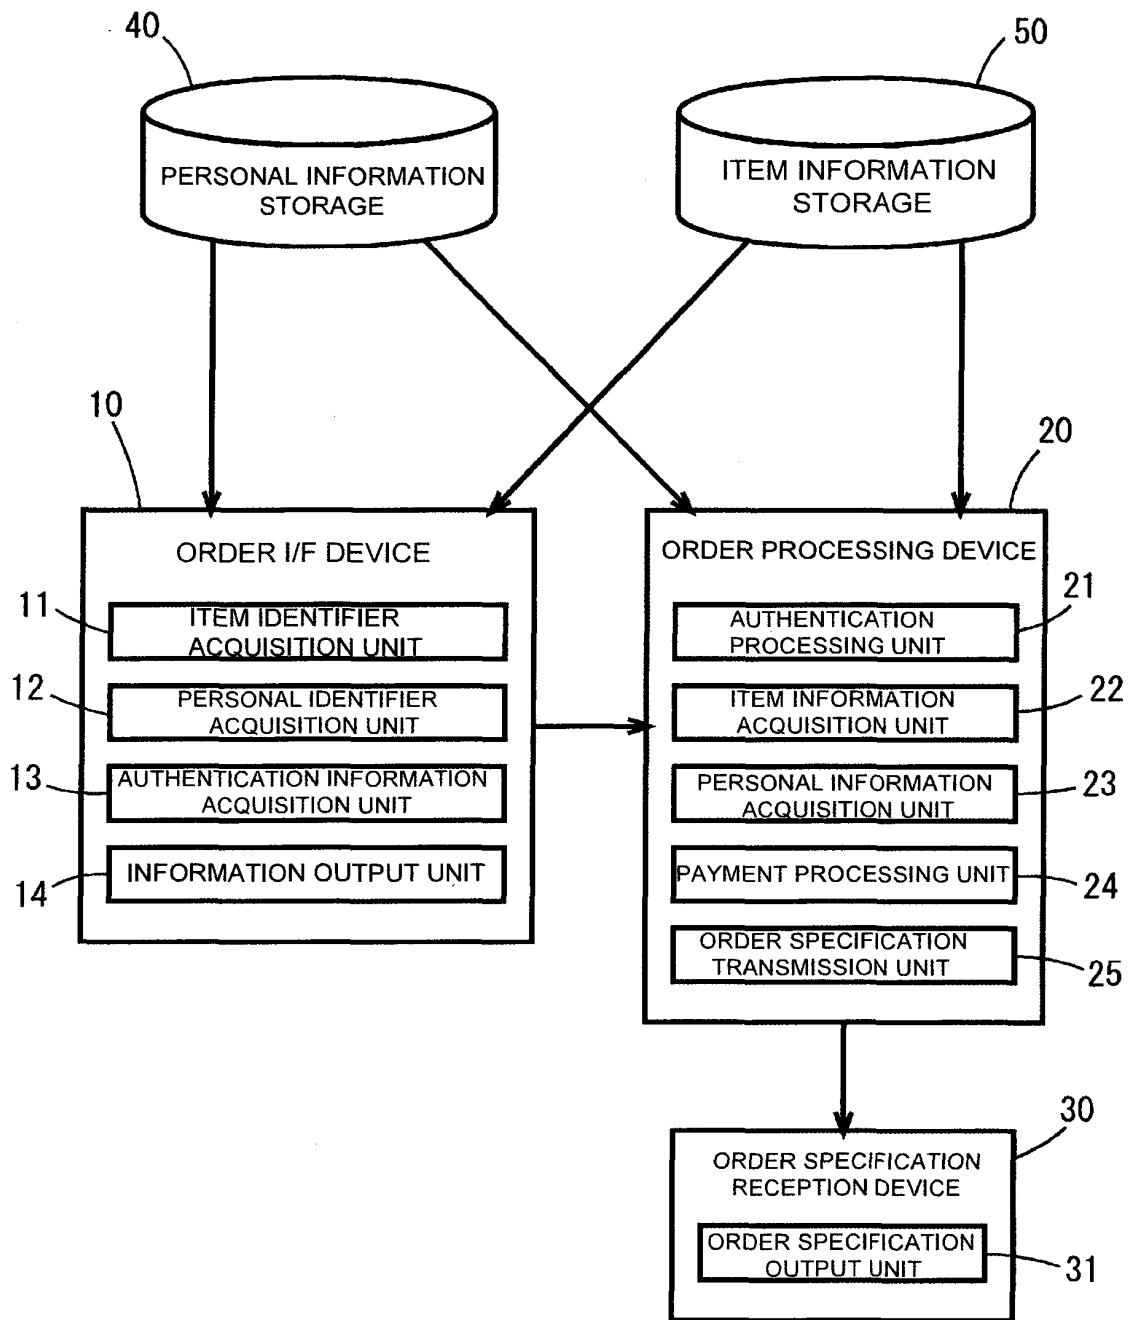 40
50
PERSONAL INFORMATION
STORAGE
ITEM INFORMATION
STORAGE
10
20
ORDER I/F DEVICE
11
ITEM IDENTIFIER
ACQUISITION UNIT
12
PERSONAL IDENTIFIER
ACQUISITION UNIT
13
AUTHENTICATION INFORMATION
ACQUISITION UNIT
14
INFORMATION OUTPUT UNIT
ORDER PROCESSING DEVICE
21
AUTHENTICATION
PROCESSING UNIT
22
ITEM INFORMATION
ACQUISITION UNIT
23
PERSONAL INFORMATION
ACQUISITION UNIT
24
PAYMENT PROCESSING UNIT
25
ORDER SPECIFICATION
TRANSMISSION UNIT
30
ORDER SPECIFICATION
RECEPTION DEVICE
ORDER SPECIFICATION
OUTPUT UNIT
31